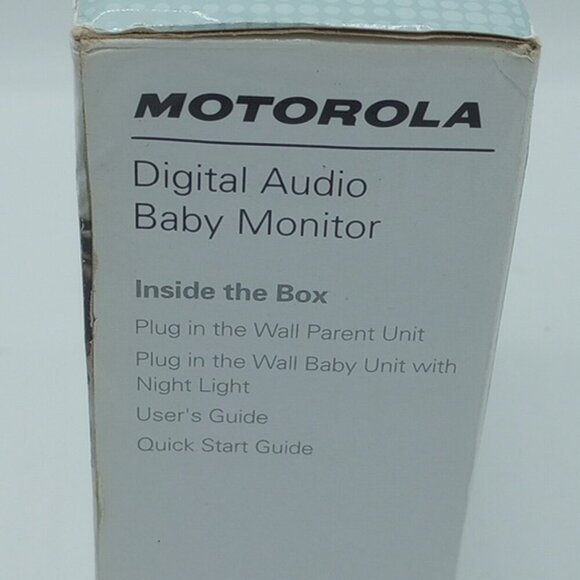 MOTOROLA
Digital Audio
Baby Monitor
Inside the Box
Plug in the Wall Parent Unit
Plug in the Wall Baby Unit with
Night Light
User's Guide
Quick Start Guide